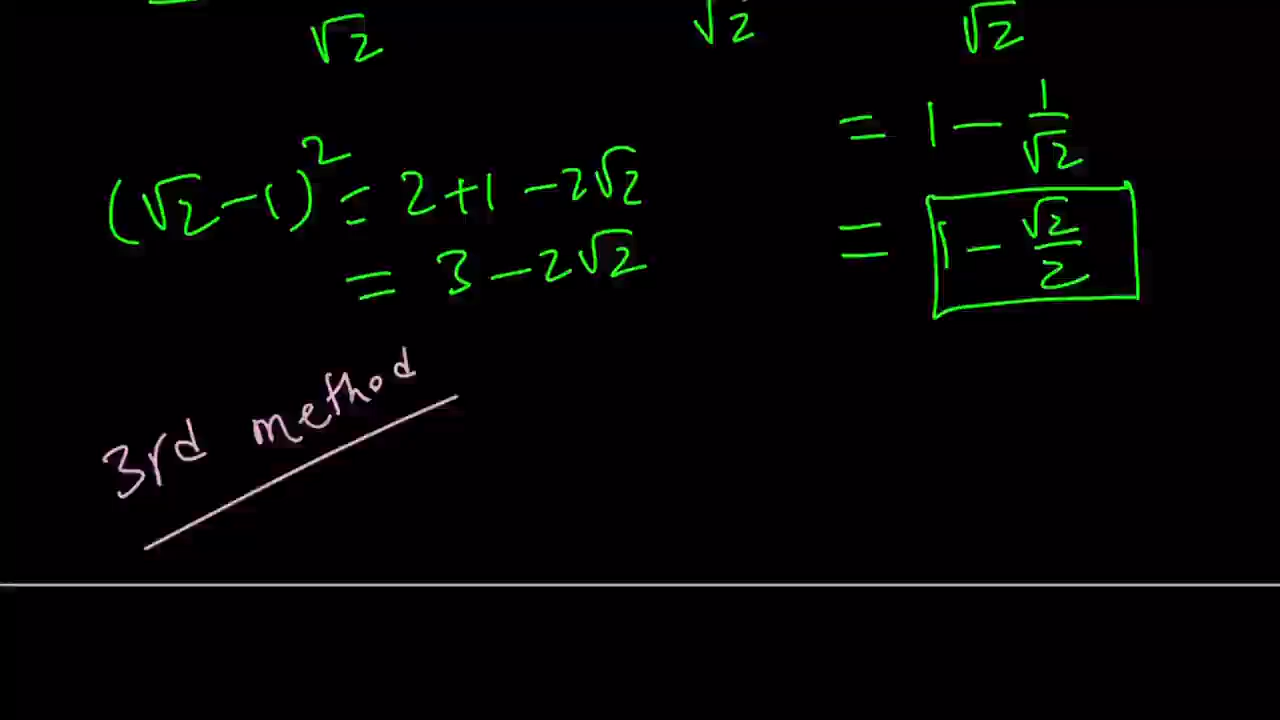 √2 √2 √2
(√2-1)² = 2+1-2√2
= 3-2√2
= 1 - 1/√2
= 1 - √2/2
3rd method